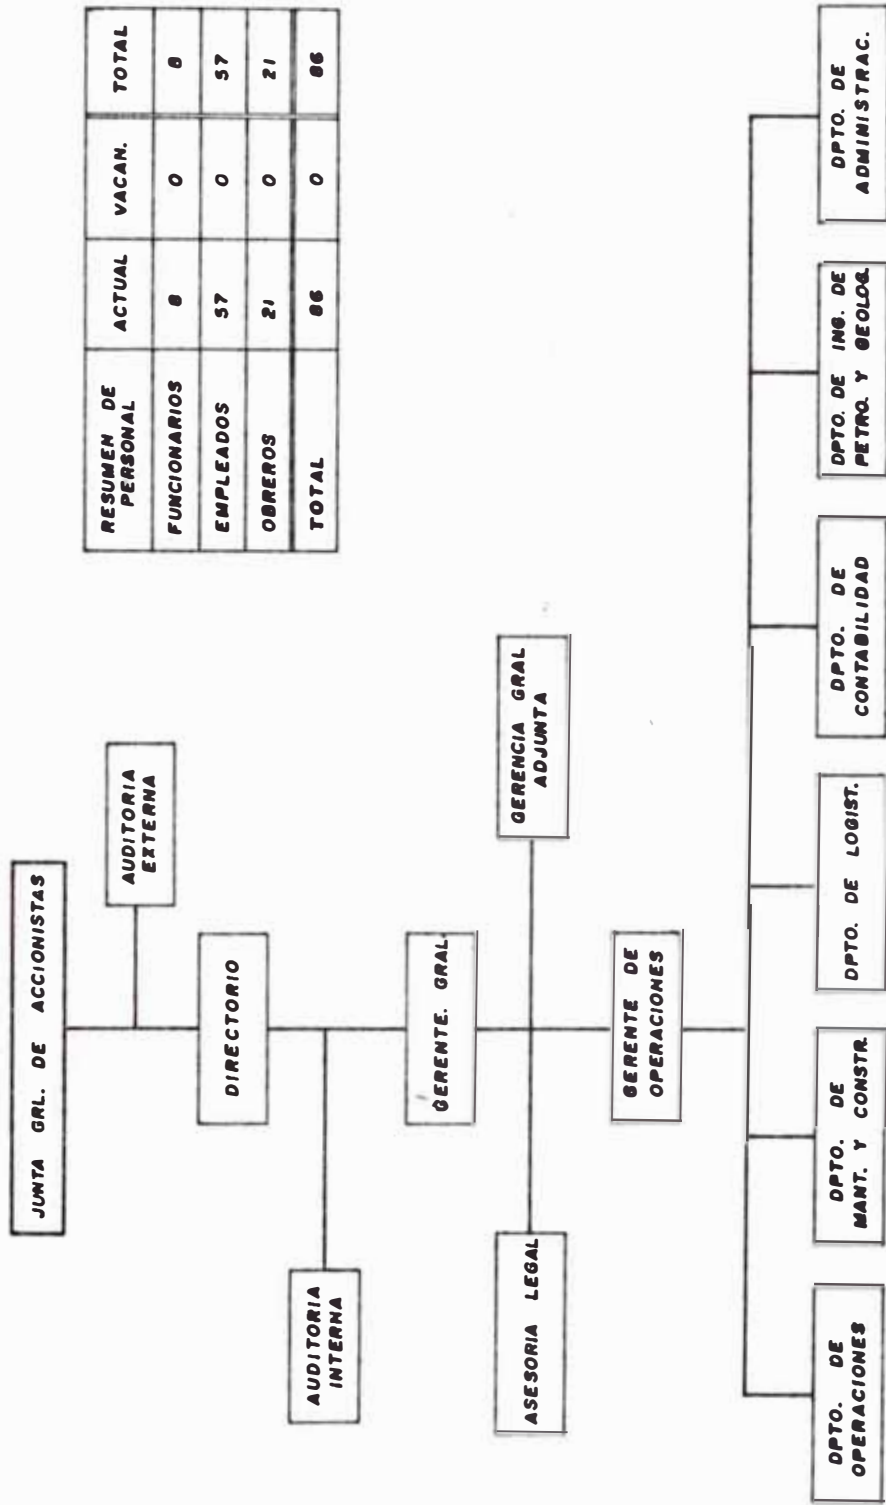 JUNTA GRL. DE ACCIONISTAS
AUDITORIA
EXTERNA
DIRECTORIO
AUDITORIA
INTERNA
GERENTE. GRAL.
ASESORIA LEGAL
GERENCIA GRAL
ADJUNTA
GERENTE DE
OPERACIONES
DPTO. DE
OPERACIONES
DPTO. DE
MANT. Y CONSTR.
DPTO. DE LOGIST.
DPTO. DE
CONTABILIDAD
DPTO. DE ING. DE
PETRO. Y GEOLOG.
DPTO. DE
ADMINISTRAC.
RESUMEN DE
PERSONAL ACTUAL VACAN. TOTAL
FUNCIONARIOS 8 0 8
EMPLEADOS 57 0 57
OBREROS 21 0 21
TOTAL 86 0 86